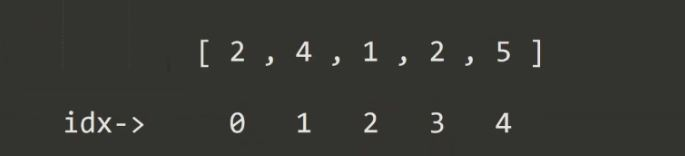 [ 2 , 4 , 1 , 2 , 5 ]
idx-> 0 1 2 3 4